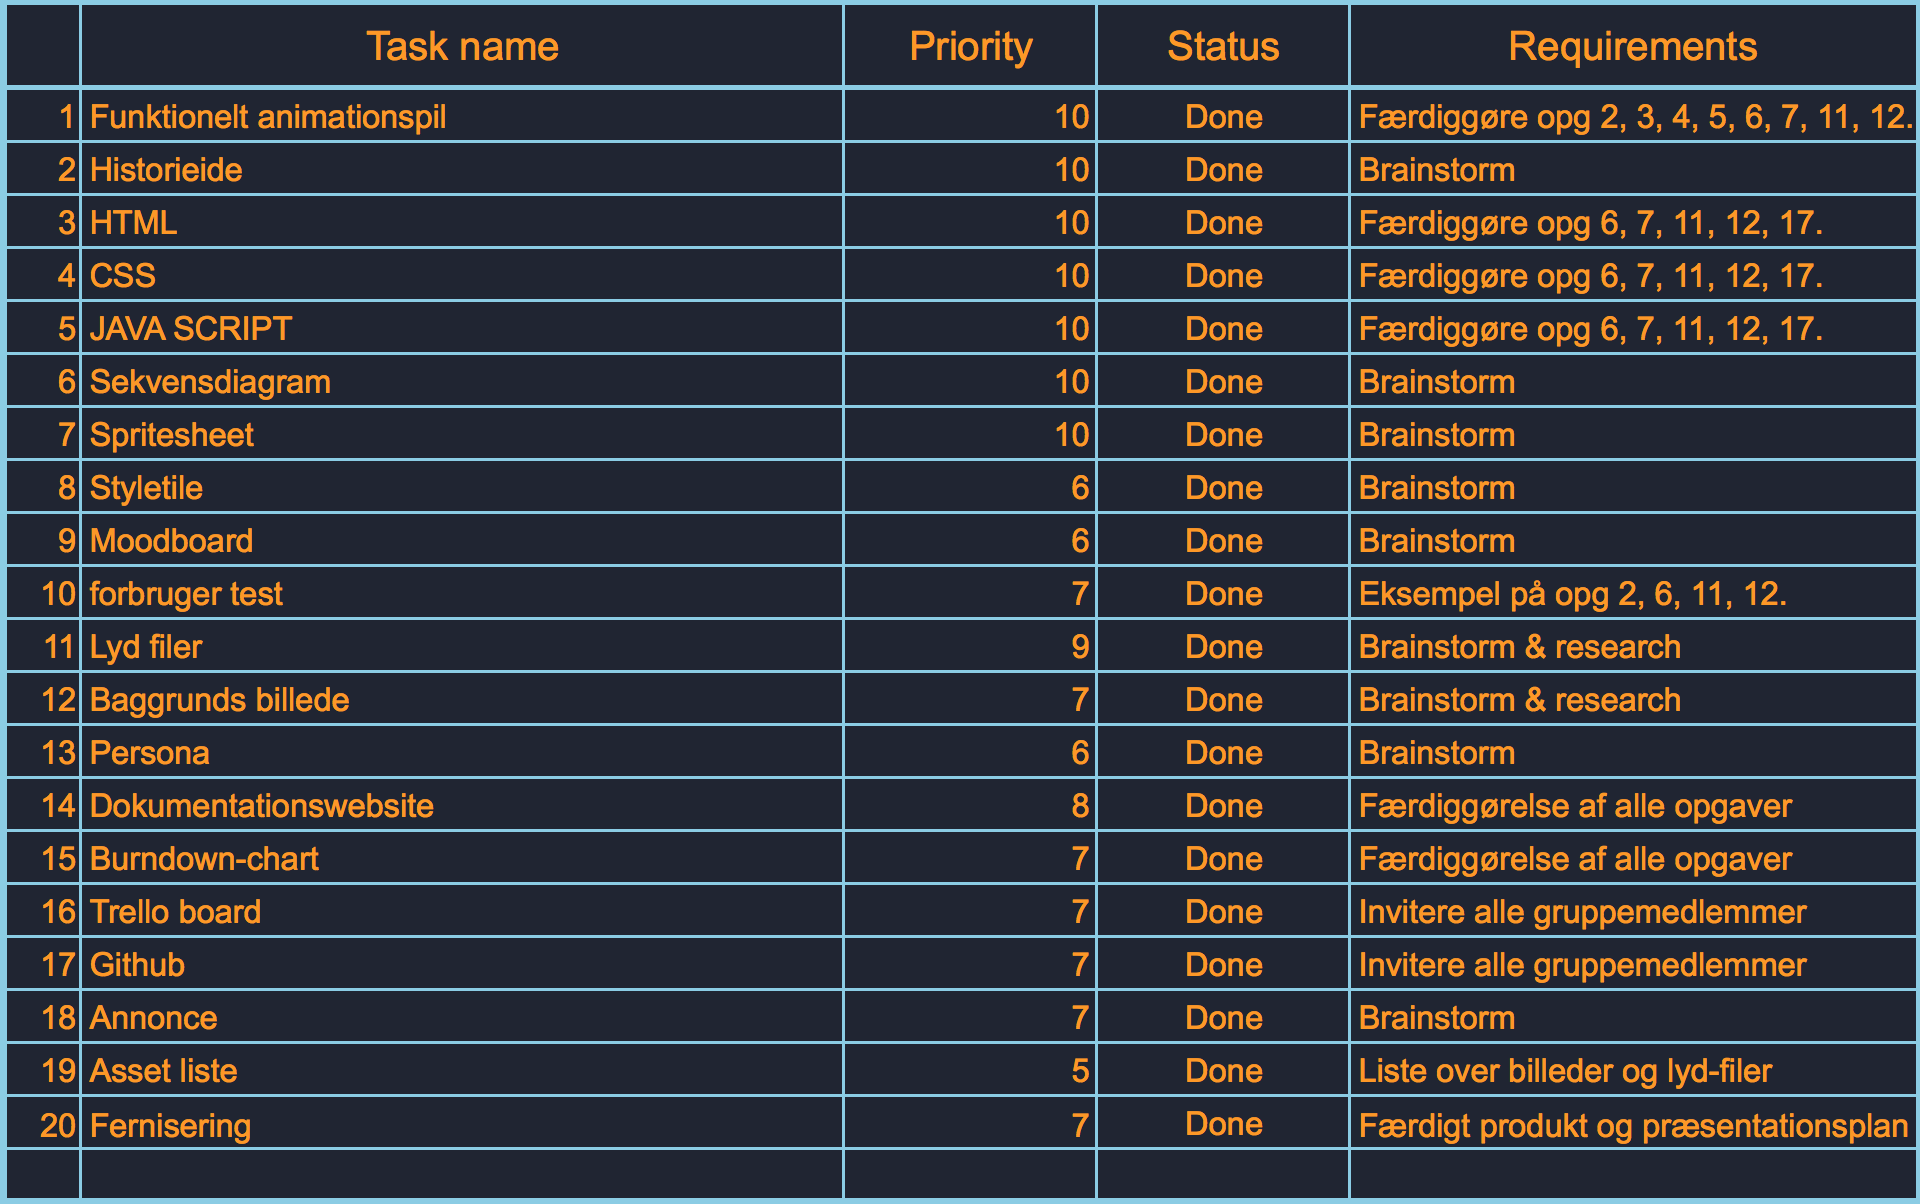 Task name Priority Status Requirements
1 Funktionelt animationspil 10 Done Færdiggøre opg 2, 3, 4, 5, 6, 7, 11, 12.
2 Historieide 10 Done Brainstorm
3 HTML 10 Done Færdiggøre opg 6, 7, 11, 12, 17.
4 CSS 10 Done Færdiggøre opg 6, 7, 11, 12, 17.
5 JAVA SCRIPT 10 Done Færdiggøre opg 6, 7, 11, 12, 17.
6 Sekvensdiagram 10 Done Brainstorm
7 Spritesheet 10 Done Brainstorm
8 Styletile 6 Done Brainstorm
9 Moodboard 6 Done Brainstorm
10 forbruger test 7 Done Eksempel på opg 2, 6, 11, 12.
11 Lyd filer 9 Done Brainstorm & research
12 Baggrunds billede 7 Done Brainstorm & research
13 Persona 6 Done Brainstorm
14 Dokumentationswebsite 8 Done Færdiggørelse af alle opgaver
15 Burndown-chart 7 Done Færdiggørelse af alle opgaver
16 Trello board 7 Done Invitere alle gruppemedlemmer
17 Github 7 Done Invitere alle gruppemedlemmer
18 Annonce 7 Done Brainstorm
19 Asset liste 5 Done Liste over billeder og lyd-filer
20 Fernisering 7 Done Færdigt produkt og præsentationsplan